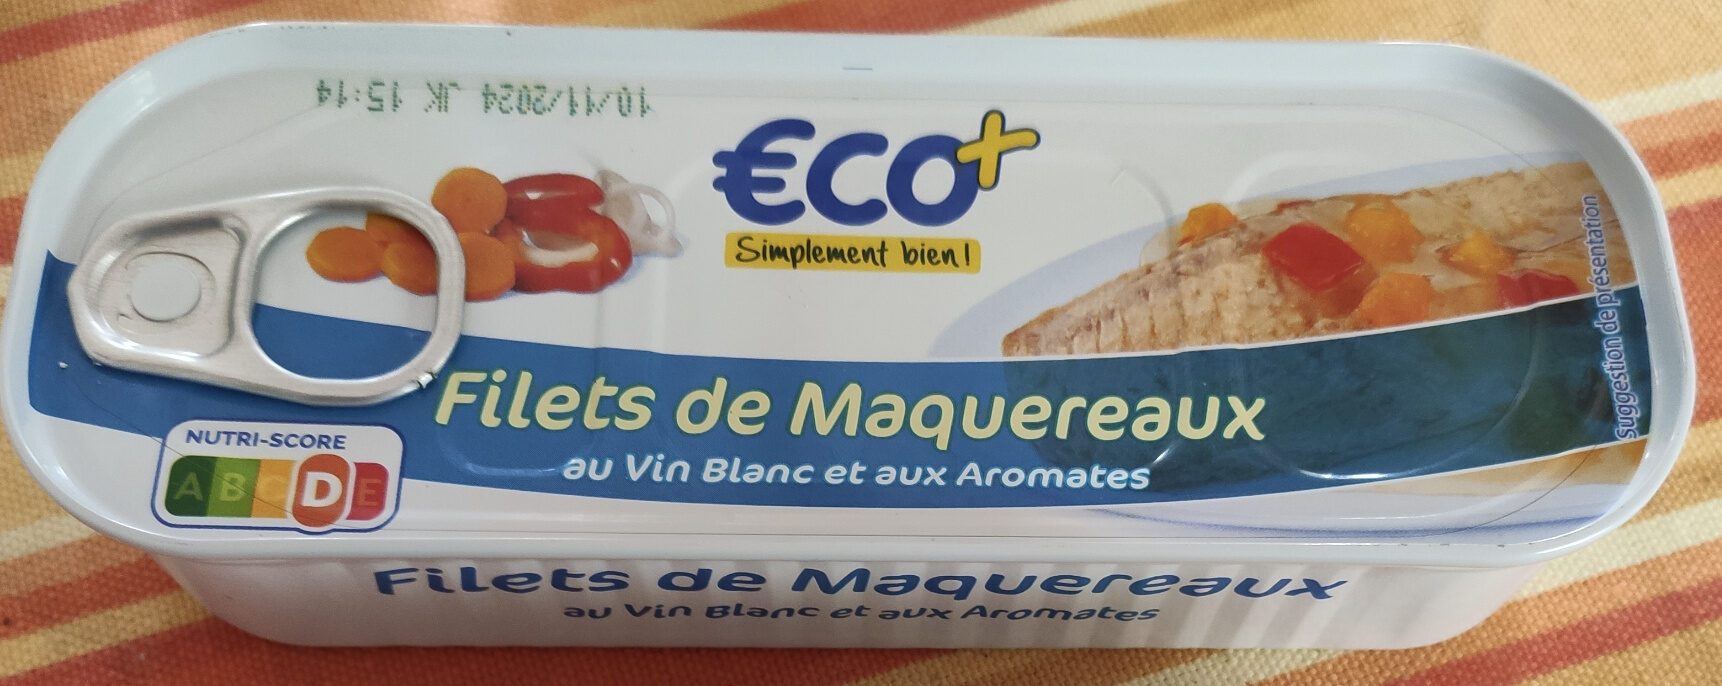 10/11/2024 JK 15:14
€CO+
Simplement bien!
Suggestion de présentation
Filets de Maquereaux
au Vin Blanc et aux Aromates
NUTRI-SCORE
A B C D E
Filets de Maquereaux
au Vin Blanc et aux Aromates